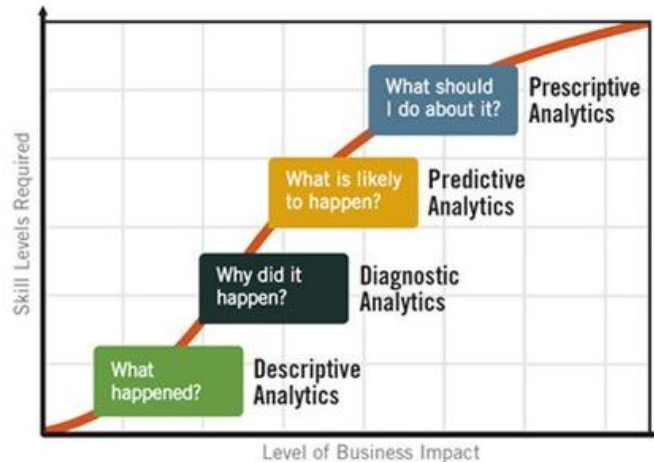 What should
I do about it?
Prescriptive
Analytics
What is likely
to happen?
Predictive
Analytics
Why did it
happen?
Diagnostic
Analytics
What
happened?
Descriptive
Analytics
Skill Levels Required
Level of Business Impact